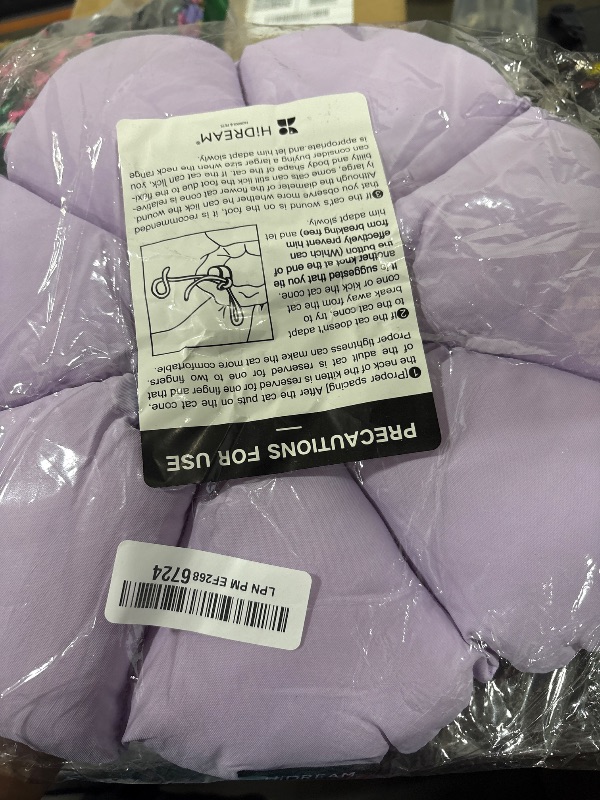 PRECAUTIONS FOR USE
❶[Proper spacing] After the cat puts on the cat cone,
of the neck of the kitten is reserved for one finger and that
of the adult cat is reserved for one to two fingers.
Proper tightness can make the cat more comfortable.
❷If the cat doesn't adapt
to the cat cone, try to
break away from the cat
cone or kick the cat cone.
It is suggested that you tie
another knot at the end of
the button (Which can
effectively prevent him
from breaking free) and let
him adapt slowly.
❸If the cat's wound is on the foot, it is recommended
that you observe more whether he can lick the wound.
Although the diameter of the flower cat cone is relative-
ly large, some cats can still lick the foot due to the flexi-
bility and body shape of the cat. If the cat can lick, you
can consider buying a larger size when the neck range
is appropriate and let him adapt slowly.
HiDREAM®
LPN PM EF268 6724
HiDREAM